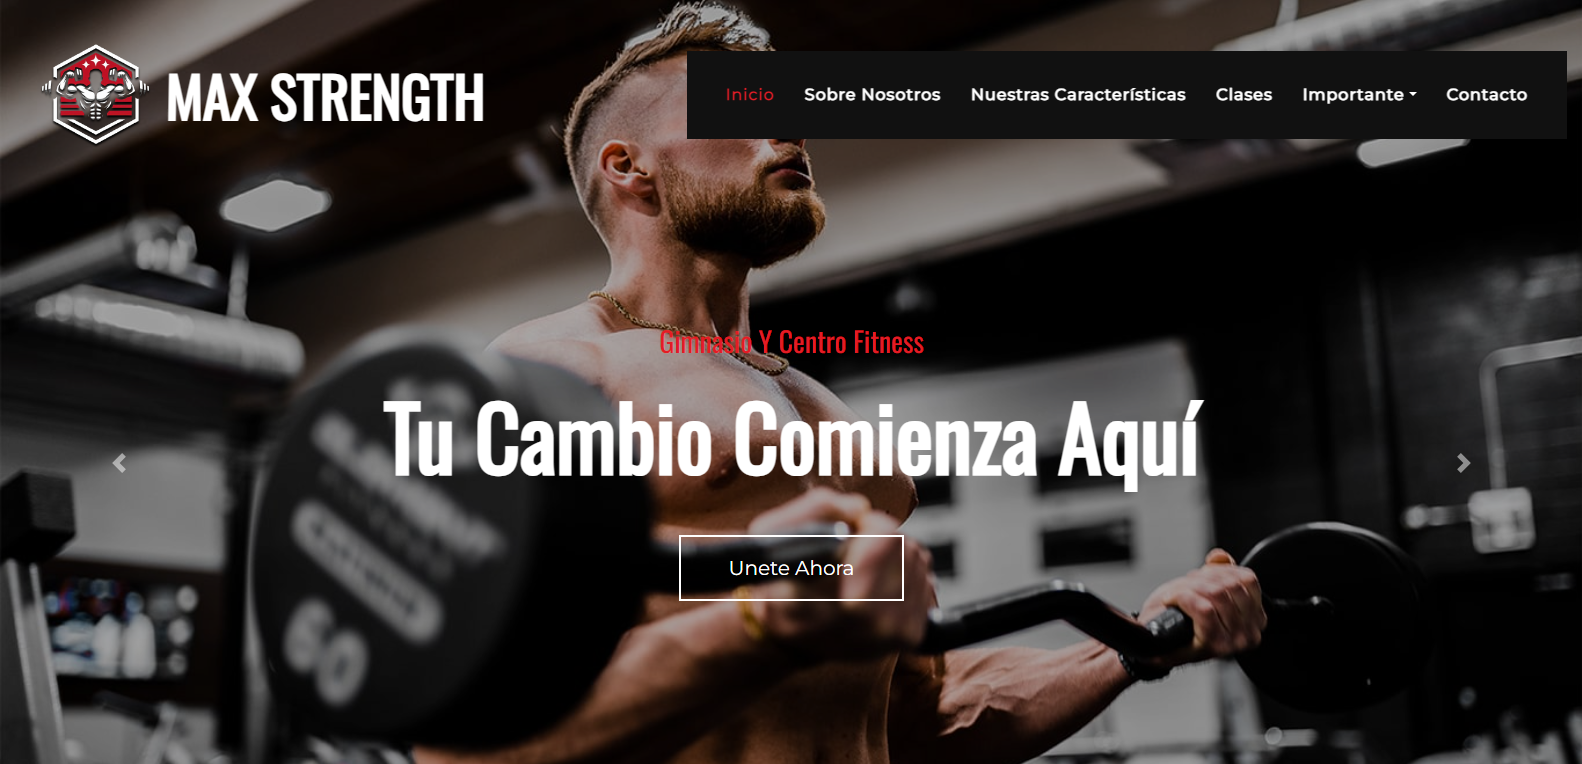 MAX STRENGTH
Inicio Sobre Nosotros Nuestras Características Clases Importante Contacto
GImnasio Y Centro Fitness
Tu Cambio Comienza Aquí
Unete Ahora
60